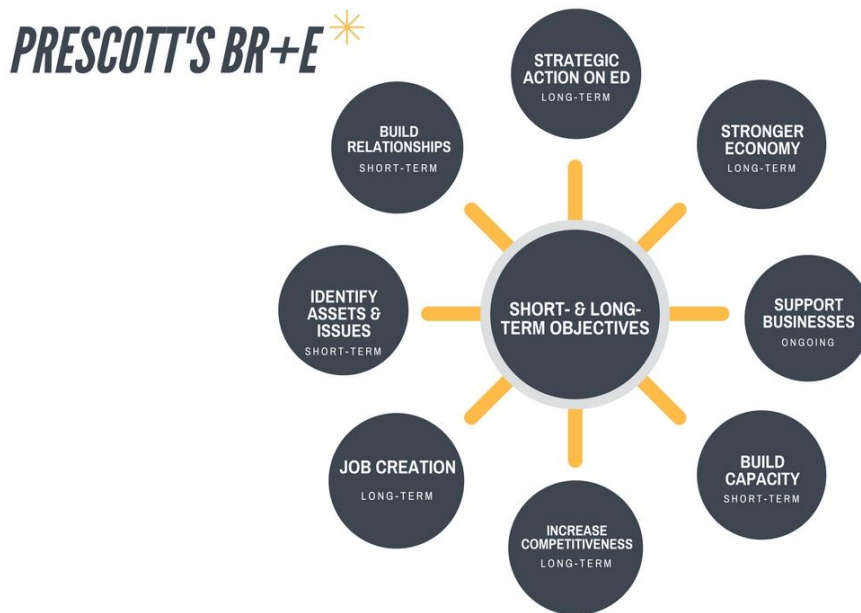 PRESCOTT'S BR+E
STRATEGIC
ACTION ON ED
LONG-TERM
STRONGER
ECONOMY
LONG-TERM
SUPPORT
BUSINESSES
ONGOING
BUILD
CAPACITY
SHORT-TERM
INCREASE
COMPETITIVENESS
LONG-TERM
JOB CREATION
LONG-TERM
IDENTIFY
ASSETS &
ISSUES
SHORT-TERM
BUILD
RELATIONSHIPS
SHORT-TERM
SHORT- & LONG-
TERM OBJECTIVES